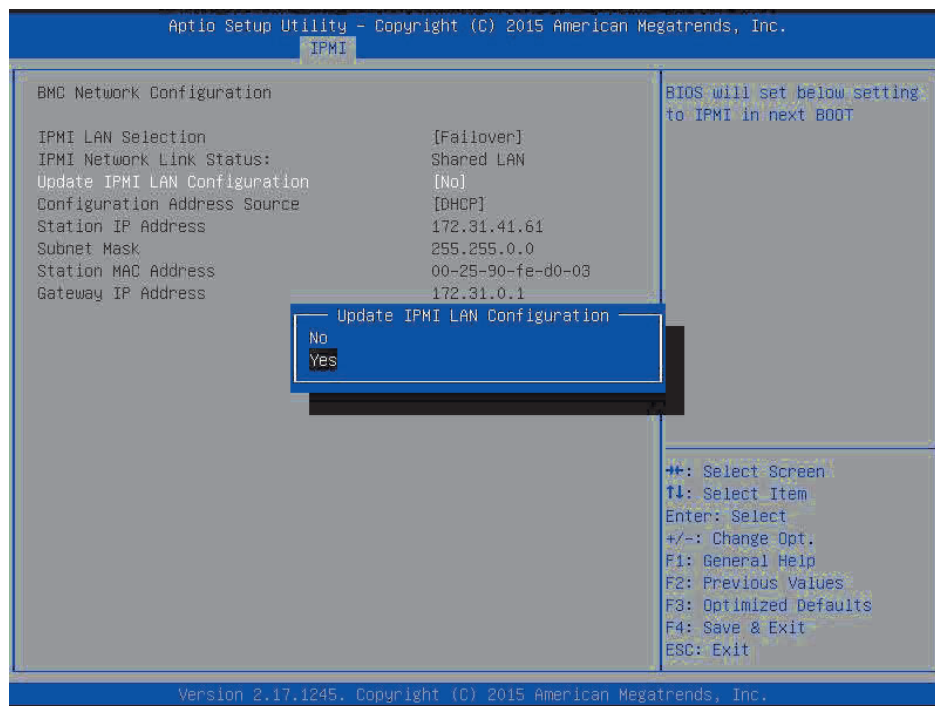 Aptio Setup Utility – Copyright (C) 2015 American Megatrends, Inc.
IPMI
BMC Network Configuration
IPMI LAN Selection [Failover]
IPMI Network Link Status: Shared LAN
Update IPMI LAN Configuration [No]
Configuration Address Source [DHCP]
Station IP Address 172.31.41.61
Subnet Mask 255.255.0.0
Station MAC Address 00-25-90-fe-d0-03
Gateway IP Address 172.31.0.1
Update IPMI LAN Configuration
No
Yes
BIOS will set below setting
to IPMI in next BOOT
→←: Select Screen
↑↓: Select Item
Enter: Select
+/-: Change Opt.
F1: General Help
F2: Previous Values
F3: Optimized Defaults
F4: Save & Exit
ESC: Exit
Version 2.17.1245. Copyright (C) 2015 American Megatrends, Inc.